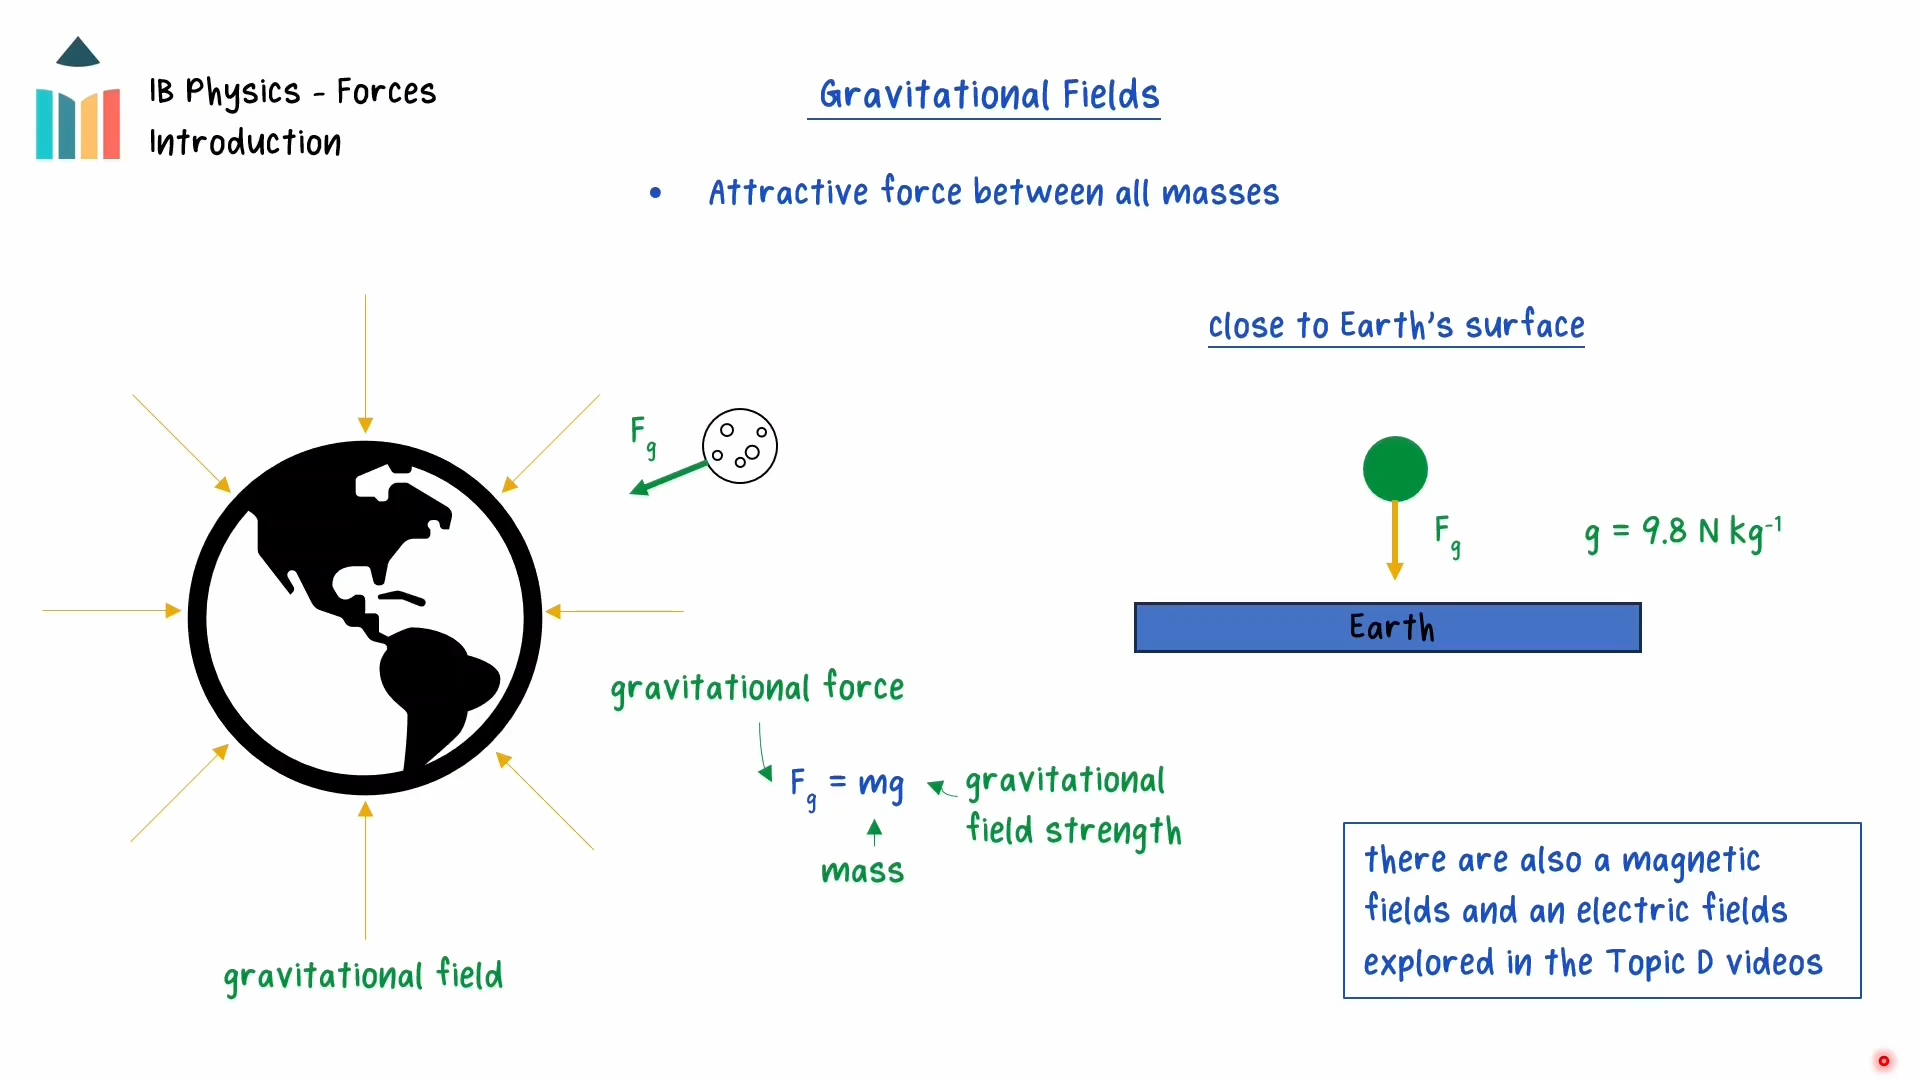 IB Physics - Forces
Introduction
Gravitational Fields
• Attractive force between all masses
close to Earth's surface
Fg
Fg
g = 9.8 N kg⁻¹
Earth
gravitational force
Fg = mg
gravitational
field strength
mass
gravitational field
there are also a magnetic
fields and an electric fields
explored in the Topic D videos